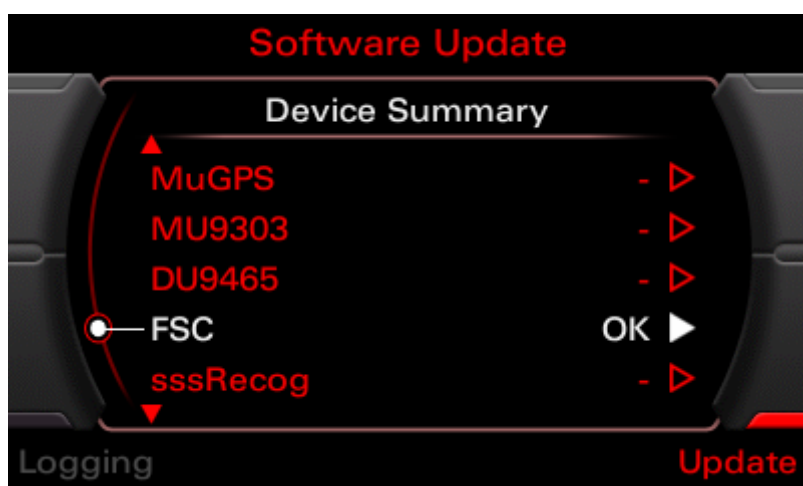 Software Update
Device Summary
MuGPS -
MU9303 -
DU9465 -
FSC OK
sssRecog -
Logging Update